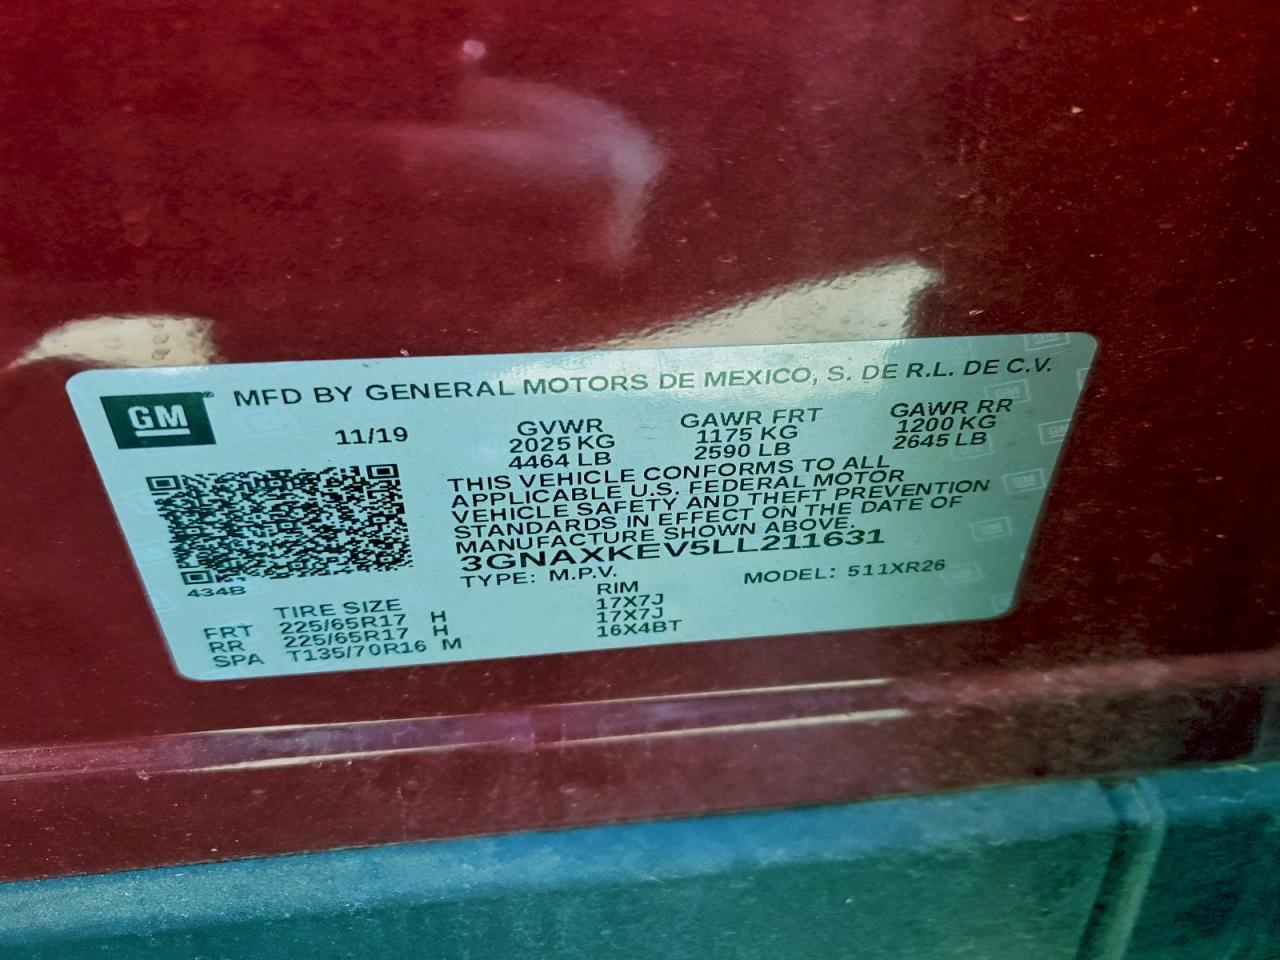 GM
MFD BY GENERAL MOTORS DE MEXICO, S. DE R.L. DE C.V.
11/19
GVWR GAWR FRT GAWR RR
2025 KG 1175 KG 1200 KG
4464 LB 2590 LB 2645 LB
THIS VEHICLE CONFORMS TO ALL
APPLICABLE U.S. FEDERAL MOTOR
VEHICLE SAFETY AND THEFT PREVENTION
STANDARDS IN EFFECT ON THE DATE OF
MANUFACTURE SHOWN ABOVE.
3GNAXKEV5LL211631
434B
TYPE: M.P.V. MODEL: 511XR26
TIRE SIZE RIM
FRT 225/65R17 H 17X7J
RR 225/65R17 H 17X7J
SPA T135/70R16 M 16X4BT